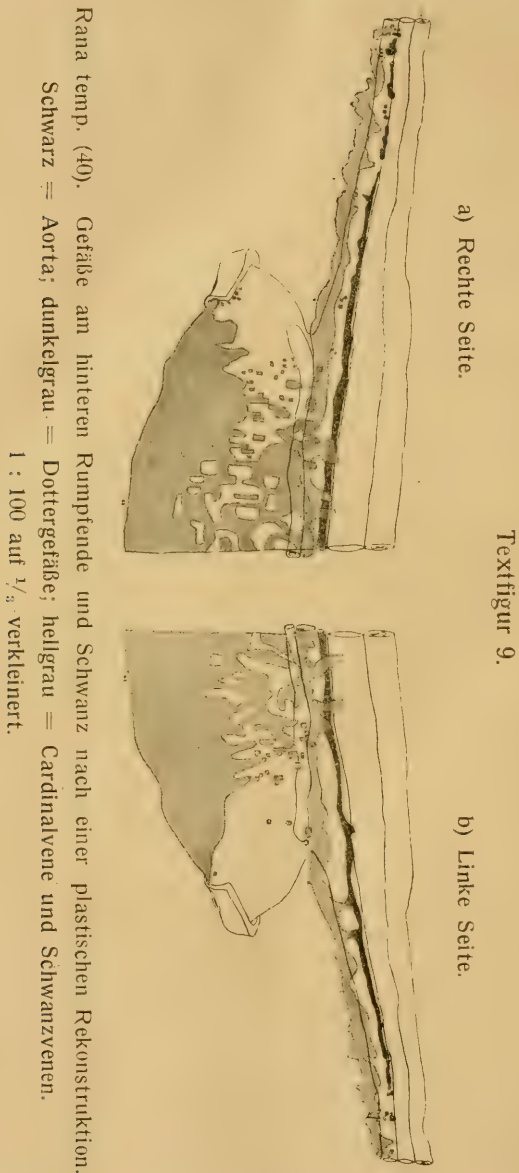 Textfigur 9.
a) Rechte Seite.
b) Linke Seite.
Rana temp. (40). Gefäße am hinteren Rumpfende und Schwanz nach einer plastischen Rekonstruktion.
Schwarz = Aorta; dunkelgrau = Dottergefäße; hellgrau = Cardinalvene und Schwanzvenen.
1 : 100 auf ⅓ verkleinert.